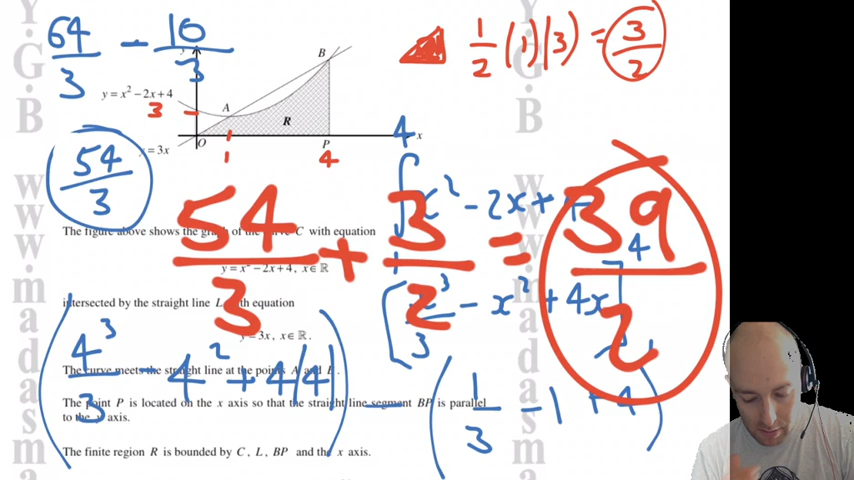 64/3 - 10/3
1/2 (1)(3) = 3/2
y = x² - 2x + 4
3
A
B
R
O
P
x
4
1
4
= 3x
54/3
x² - 2x +
54/3 + 3/2 = 39/2
The figure above shows the graph of the curve C with equation
y = x² - 2x + 4, x ∈ ℝ
- x² + 4x
4
3
intersected by the straight line L with equation
= 3x, x ∈ ℝ.
The curve meets the straight line at the points A and B.
(4³/3 - 4² + 4(4)) - (1/3 - 1 + 4)
The point P is located on the x axis so that the straight line segment BP is parallel
to the axis.
The finite region R is bounded by C, L, BP and the x axis.